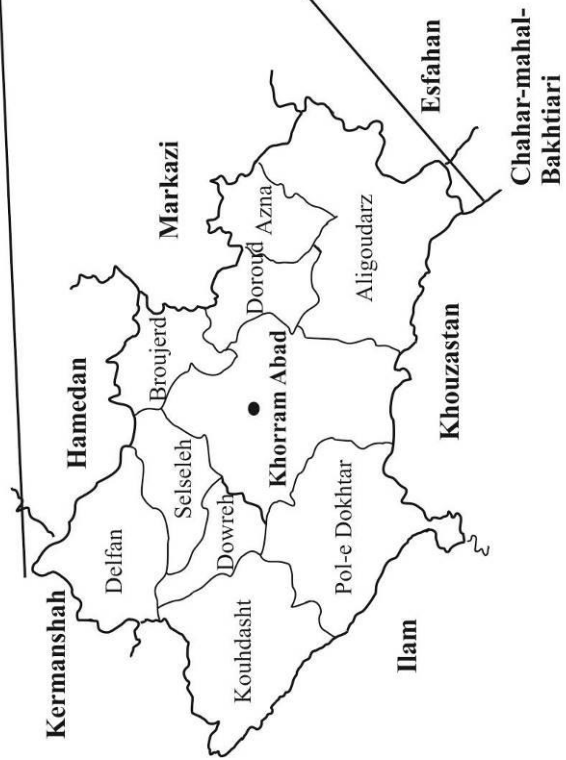 Kermanshah
Hamedan
Markazi
Esfahan
Chahar-mahal-
Bakhtiari
Khouzastan
Ilam
Delfan
Selseleh
Broujerd
Dowreh
Kouhdasht
Khorram Abad
Doroud
Azna
Aligoudarz
Pol-e Dokhtar